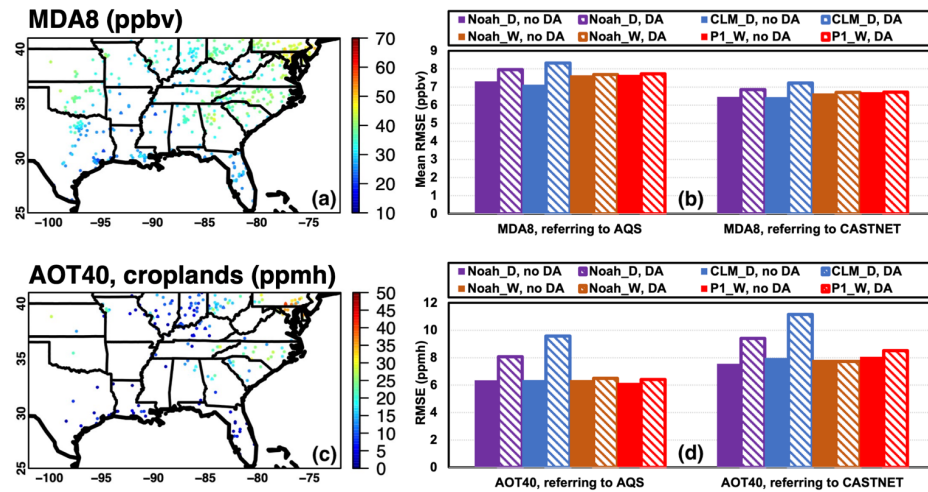 MDA8 (ppbv)
40
35
30
25
−100 −95 −90 −85 −80 −75
(a)
70
60
50
40
30
20
10
Noah_D, no DA Noah_D, DA CLM_D, no DA CLM_D, DA
Noah_W, no DA Noah_W, DA P1_W, no DA P1_W, DA
Mean RMSE (ppbv)
9
8
7
6
5
4
3
2
1
0
(b)
MDA8, referring to AQS MDA8, referring to CASTNET
AOT40, croplands (ppmh)
40
35
30
25
−100 −95 −90 −85 −80 −75
(c)
50
45
40
35
30
25
20
15
10
5
0
Noah_D, no DA Noah_D, DA CLM_D, no DA CLM_D, DA
Noah_W, no DA Noah_W, DA P1_W, no DA P1_W, DA
RMSE (ppmh)
12
10
8
6
4
2
0
(d)
AOT40, referring to AQS AOT40, referring to CASTNET